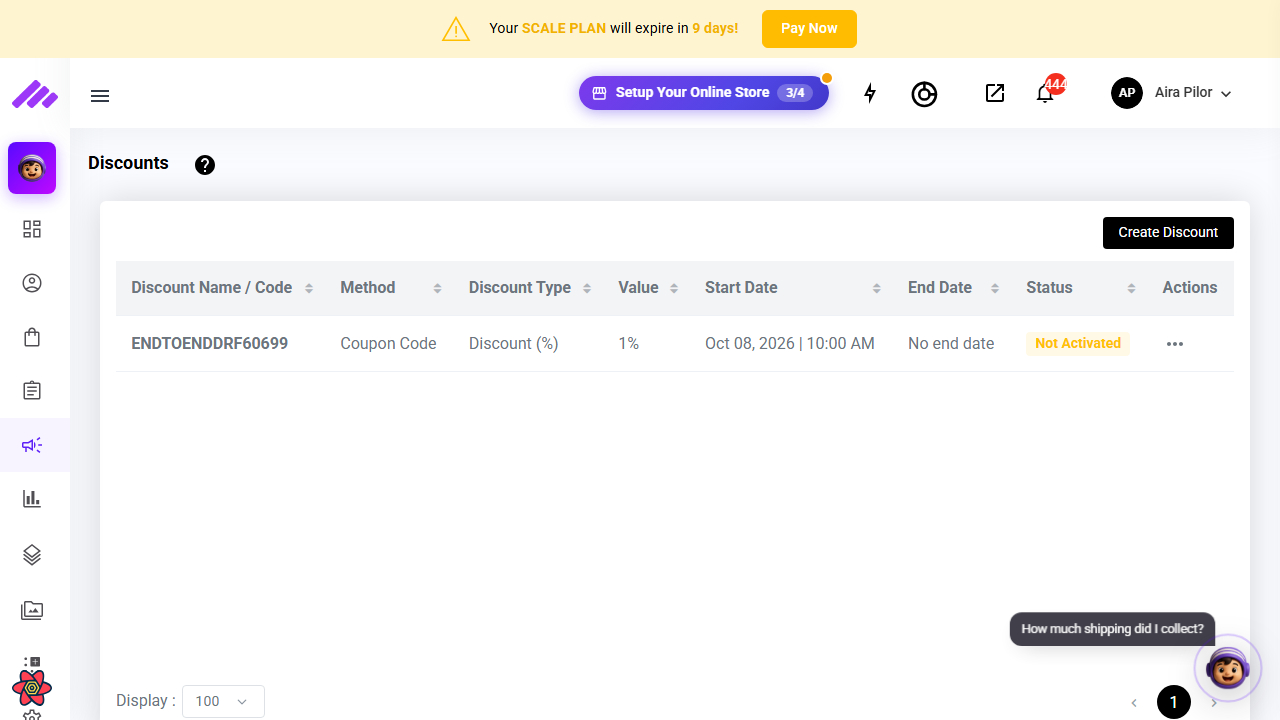 Your SCALE PLAN will expire in 9 days!
Pay Now
Setup Your Online Store 3/4
444
AP
Aira Pilor
Discounts
Create Discount
Discount Name / Code Method Discount Type Value Start Date End Date Status Actions
ENDTOENDDRF60699 Coupon Code Discount (%) 1% Oct 08, 2026 | 10:00 AM No end date Not Activated
How much shipping did I collect?
Display : 100
1